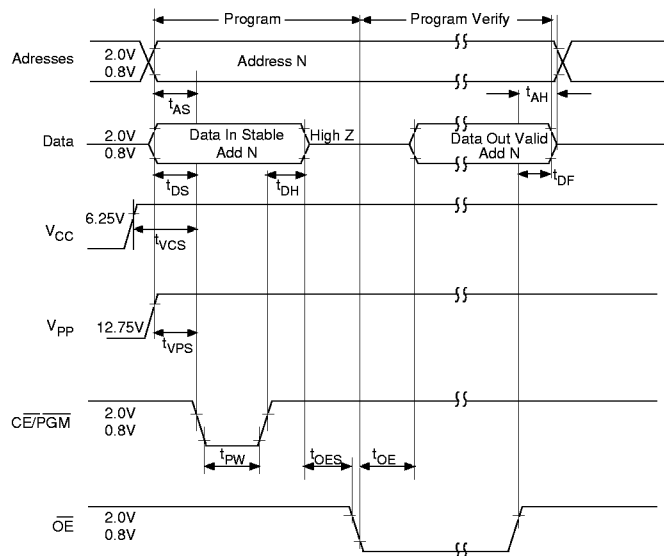 Program
Program Verify
Adresses
2.0V
0.8V
Address N
tAS
tAH
Data
2.0V
0.8V
Data In Stable
Add N
High Z
Data Out Valid
Add N
tDS
tDH
tDF
VCC
6.25V
tVCS
VPP
12.75V
tVPS
CE/PGM
2.0V
0.8V
tPW
tOES
tOE
OE
2.0V
0.8V